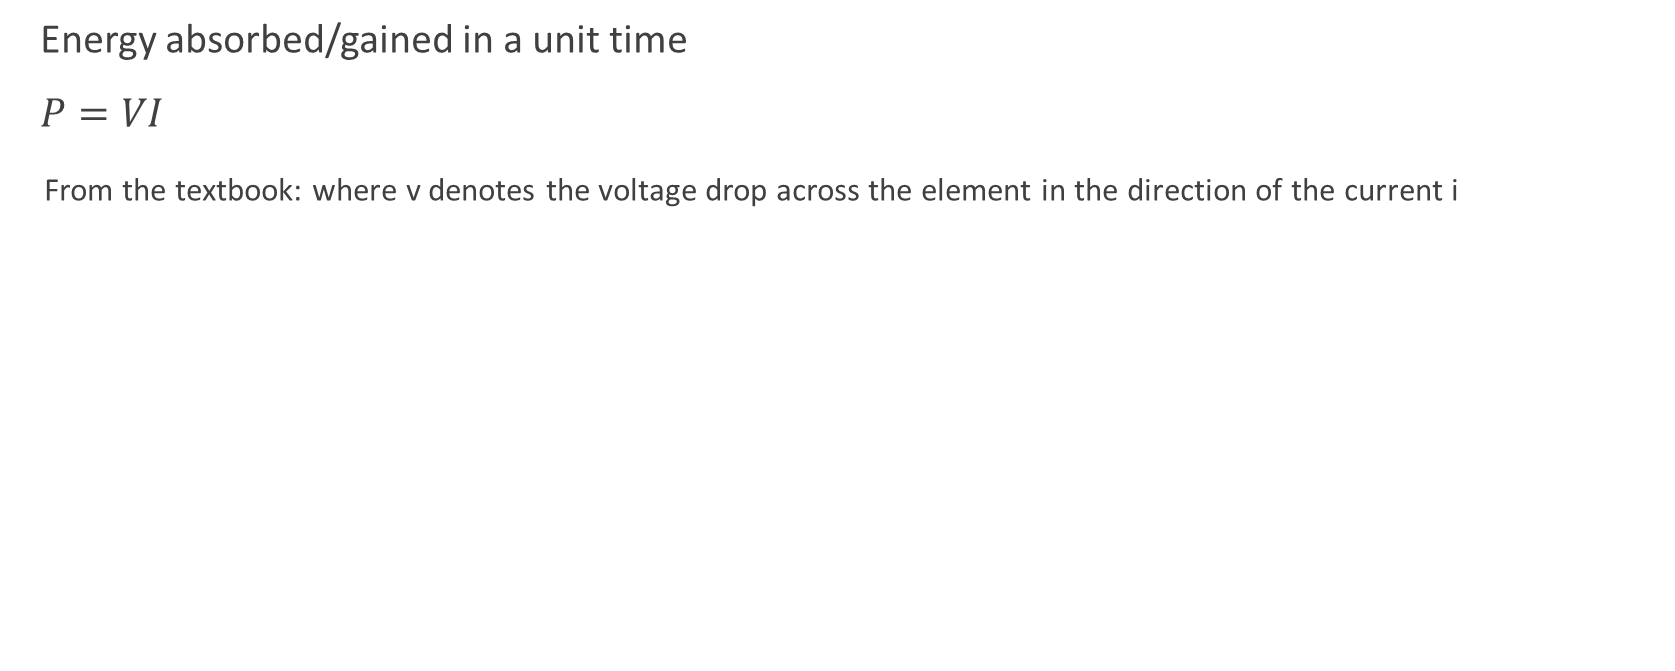 Energy absorbed/gained in a unit time
P = VI
From the textbook: where v denotes the voltage drop across the element in the direction of the current i